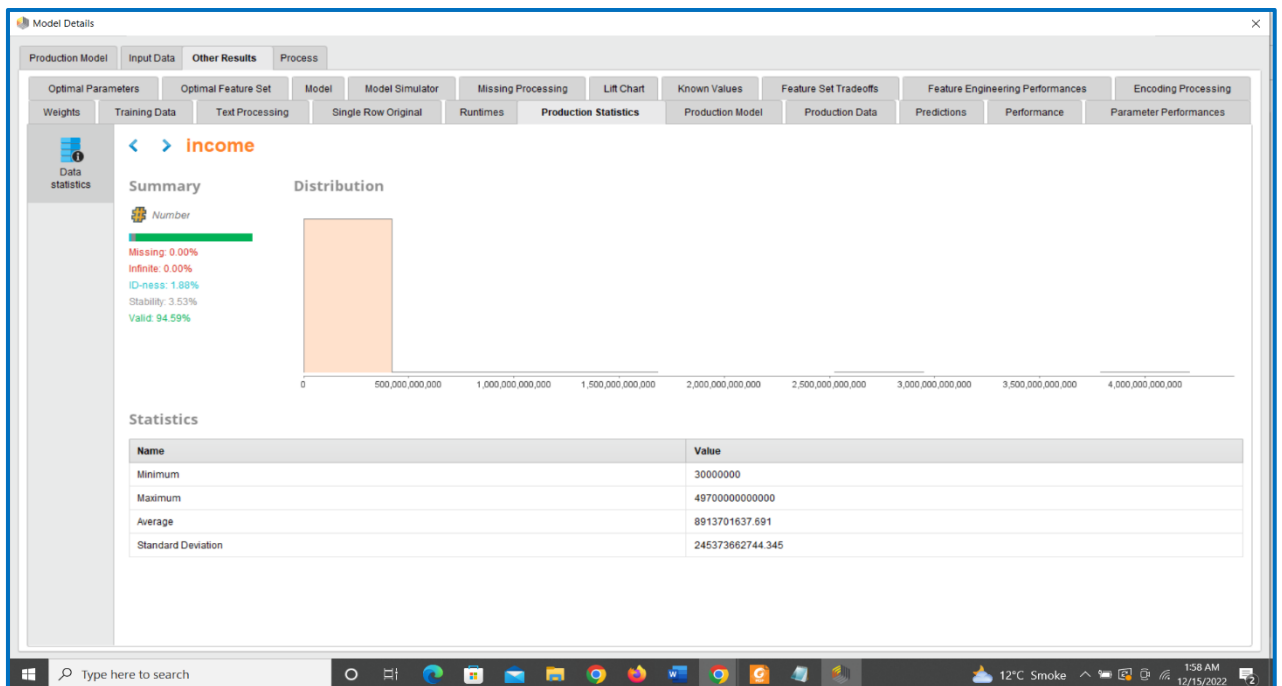 Model Details
Production Model Input Data Other Results Process
Optimal Parameters Optimal Feature Set Model Model Simulator Missing Processing Lift Chart Known Values Feature Set Tradeoffs Feature Engineering Performances Encoding Processing
Weights Training Data Text Processing Single Row Original Runtimes Production Statistics Production Model Production Data Predictions Performance Parameter Performances
Data
statistics
< > income
Summary Distribution
# Number
Missing: 0.00%
Infinite: 0.00%
ID-ness: 1.88%
Stability: 3.53%
Valid: 94.59%
0 500,000,000,000 1,000,000,000,000 1,500,000,000,000 2,000,000,000,000 2,500,000,000,000 3,000,000,000,000 3,500,000,000,000 4,000,000,000,000
Statistics
Name Value
Minimum 30000000
Maximum 49700000000000
Average 8913701637.691
Standard Deviation 245373662744.345
Type here to search 12°C Smoke 1:58 AM
12/15/2022 2